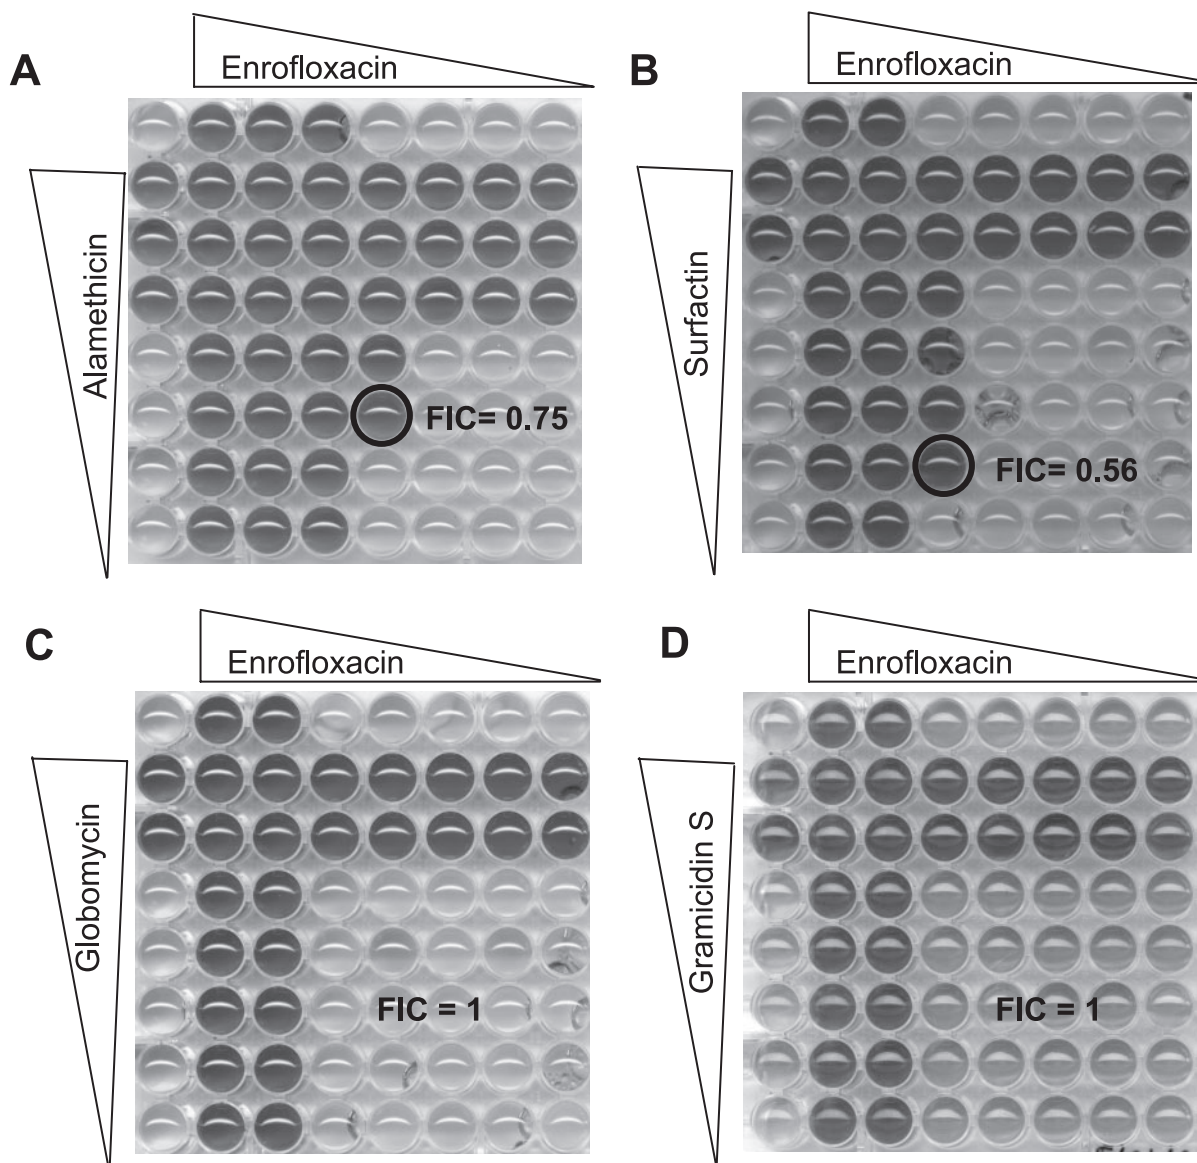 A
Enrofloxacin
Alamethicin
FIC= 0.75
B
Enrofloxacin
Surfactin
FIC= 0.56
C
Enrofloxacin
Globomycin
FIC = 1
D
Enrofloxacin
Gramicidin S
FIC = 1